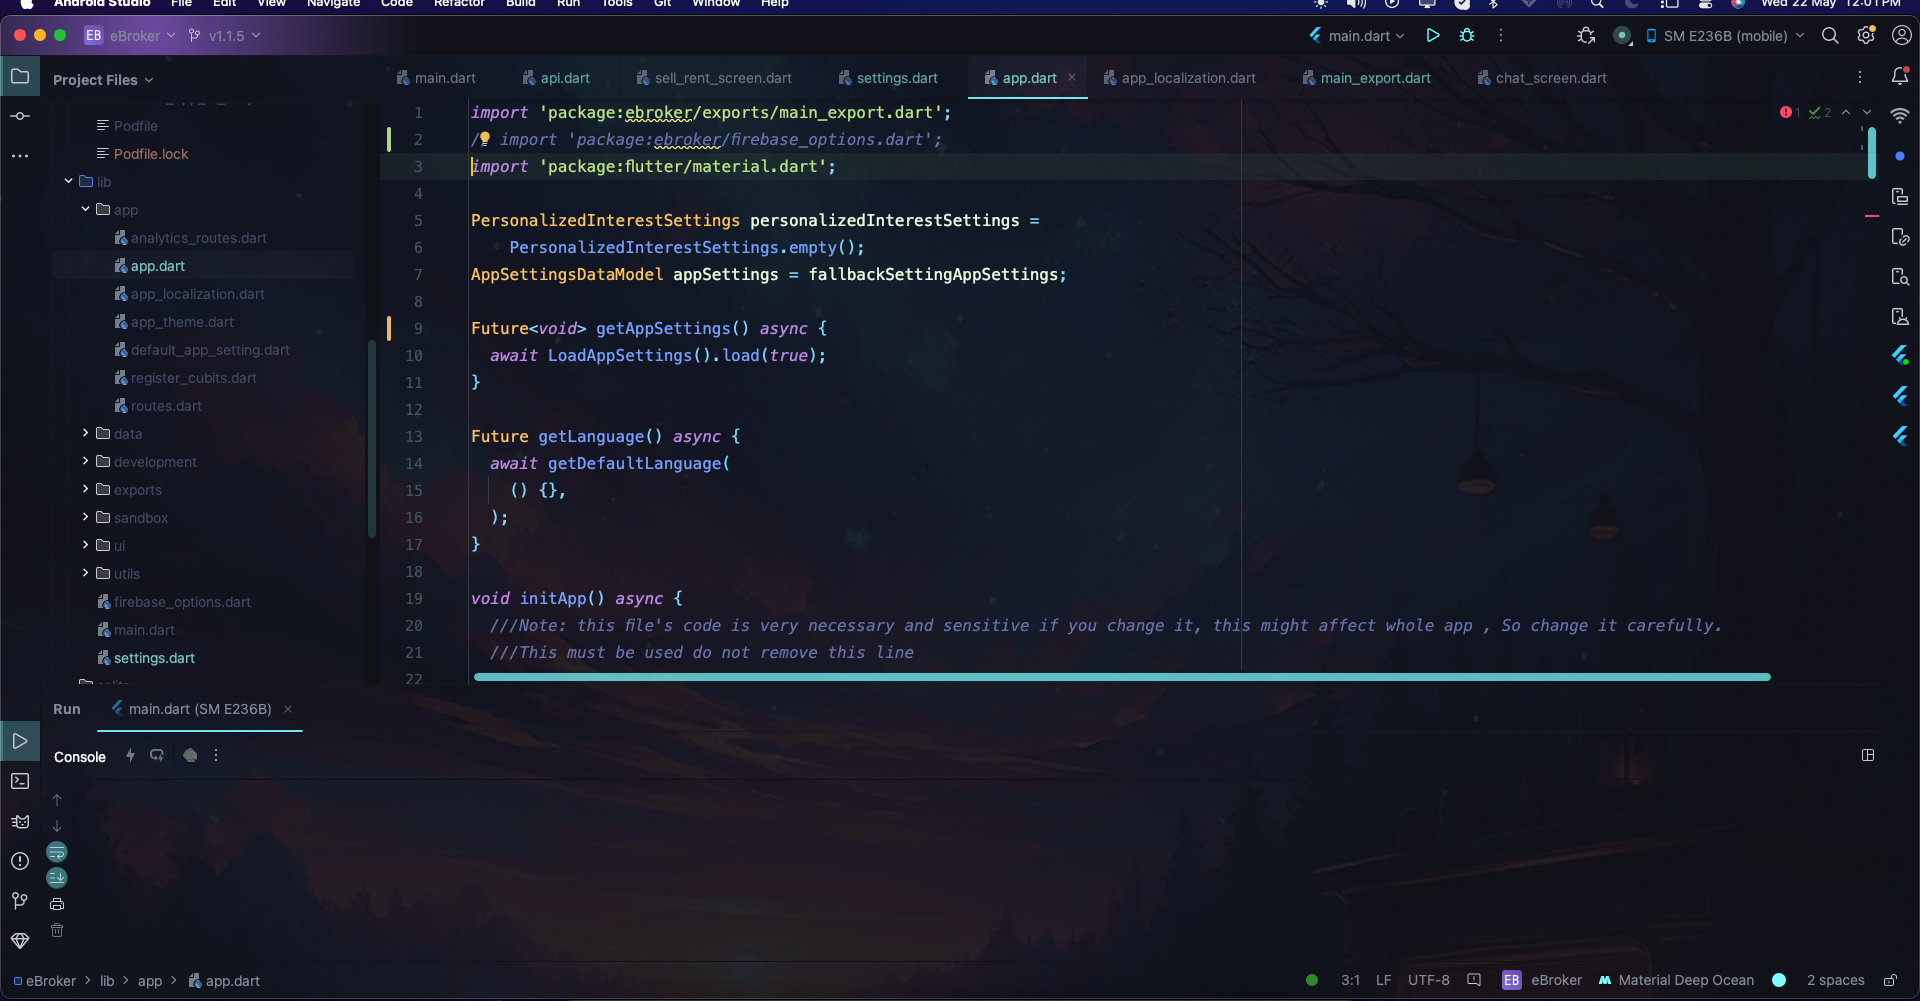 Android Studio File Edit View Navigate Code Refactor Build Run Tools Git Window Help Wed 22 May 12:01 PM
EB eBroker v1.1.5 main.dart SM E236B (mobile)
Project Files
main.dart api.dart sell_rent_screen.dart settings.dart app.dart app_localization.dart main_export.dart chat_screen.dart
Podfile
Podfile.lock
lib
app
analytics_routes.dart
app.dart
app_localization.dart
app_theme.dart
default_app_setting.dart
register_cubits.dart
routes.dart
data
development
exports
sandbox
ui
utils
firebase_options.dart
main.dart
settings.dart
1 import 'package:ebroker/exports/main_export.dart'; 1 2
2 / import 'package:ebroker/firebase_options.dart';
3 import 'package:flutter/material.dart';
4
5 PersonalizedInterestSettings personalizedInterestSettings =
6 PersonalizedInterestSettings.empty();
7 AppSettingsDataModel appSettings = fallbackSettingAppSettings;
8
9 Future<void> getAppSettings() async {
10 await LoadAppSettings().load(true);
11 }
12
13 Future getLanguage() async {
14 await getDefaultLanguage(
15 () {},
16 );
17 }
18
19 void initApp() async {
20 ///Note: this file's code is very necessary and sensitive if you change it, this might affect whole app , So change it carefully.
21 ///This must be used do not remove this line
22
Run main.dart (SM E236B)
Console
eBroker lib app app.dart 3:1 LF UTF-8 EB eBroker Material Deep Ocean 2 spaces